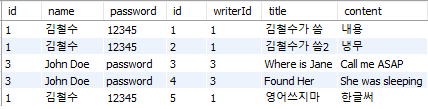 id name password id writerId title content
1 김철수 12345 1 1 김철수가 씀 내용
1 김철수 12345 2 1 김철수가 씀2 냉무
3 John Doe password 3 3 Where is Jane Call me ASAP
3 John Doe password 4 3 Found Her She was sleeping
1 김철수 12345 5 1 영어쓰지마 한글써